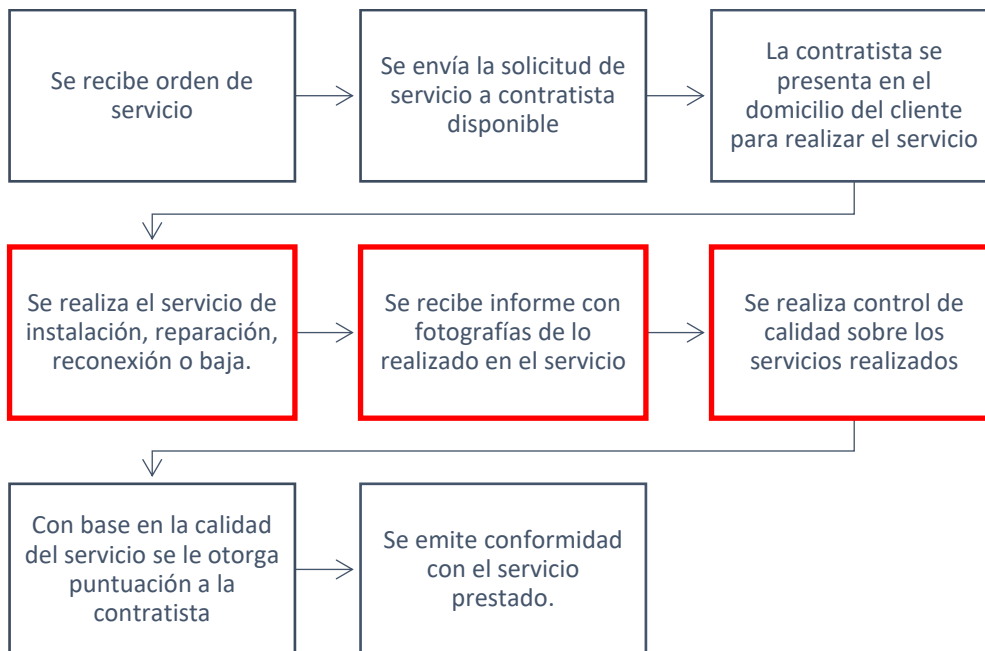 Se recibe orden de
servicio
Se envía la solicitud de
servicio a contratista
disponible
La contratista se
presenta en el
domicilio del cliente
para realizar el servicio
Se realiza el servicio de
instalación, reparación,
reconexión o baja.
Se recibe informe con
fotografías de lo
realizado en el servicio
Se realiza control de
calidad sobre los
servicios realizados
Con base en la calidad
del servicio se le otorga
puntuación a la
contratista
Se emite conformidad
con el servicio
prestado.